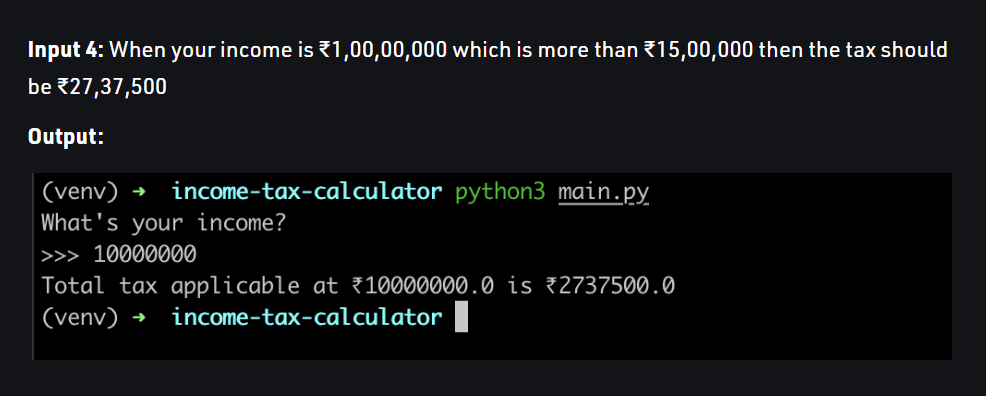 Input 4: When your income is ₹1,00,00,000 which is more than ₹15,00,000 then the tax should
be ₹27,37,500
Output:
(venv) ➜ income-tax-calculator python3 main.py
What's your income?
>>> 10000000
Total tax applicable at ₹10000000.0 is ₹2737500.0
(venv) ➜ income-tax-calculator